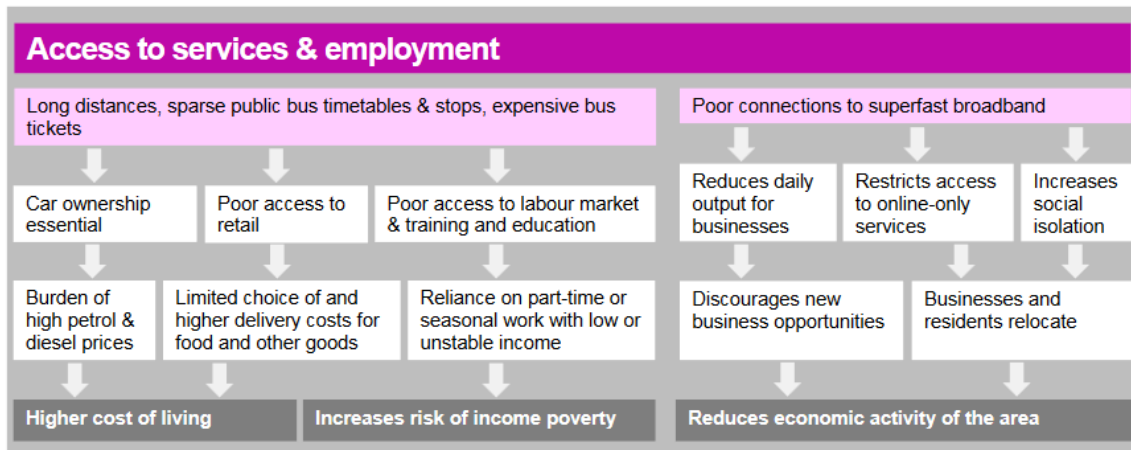 Access to services & employment
Long distances, sparse public bus timetables & stops, expensive bus
tickets
Poor connections to superfast broadband
Car ownership
essential
Poor access to
retail
Poor access to labour market
& training and education
Reduces daily
output for
businesses
Restricts access
to online-only
services
Increases
social
isolation
Burden of
high petrol &
diesel prices
Limited choice of and
higher delivery costs for
food and other goods
Reliance on part-time or
seasonal work with low or
unstable income
Discourages new
business opportunities
Businesses and
residents relocate
Higher cost of living
Increases risk of income poverty
Reduces economic activity of the area